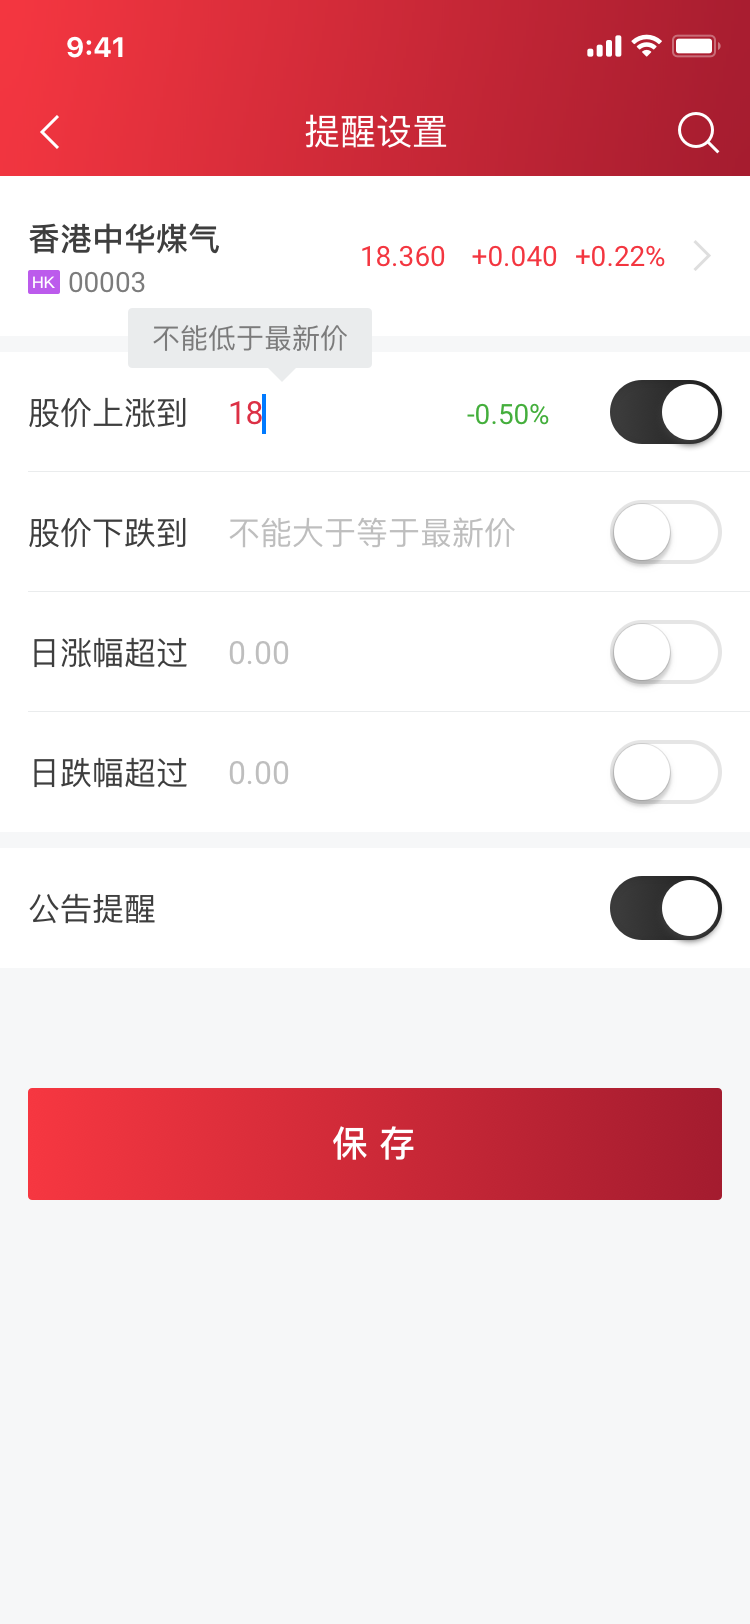 9:41
提醒设置
香港中华煤气
18.360 +0.040 +0.22%
HK 00003
不能低于最新价
股价上涨到 18 -0.50%
股价下跌到 不能大于等于最新价
日涨幅超过 0.00
日跌幅超过 0.00
公告提醒
保存